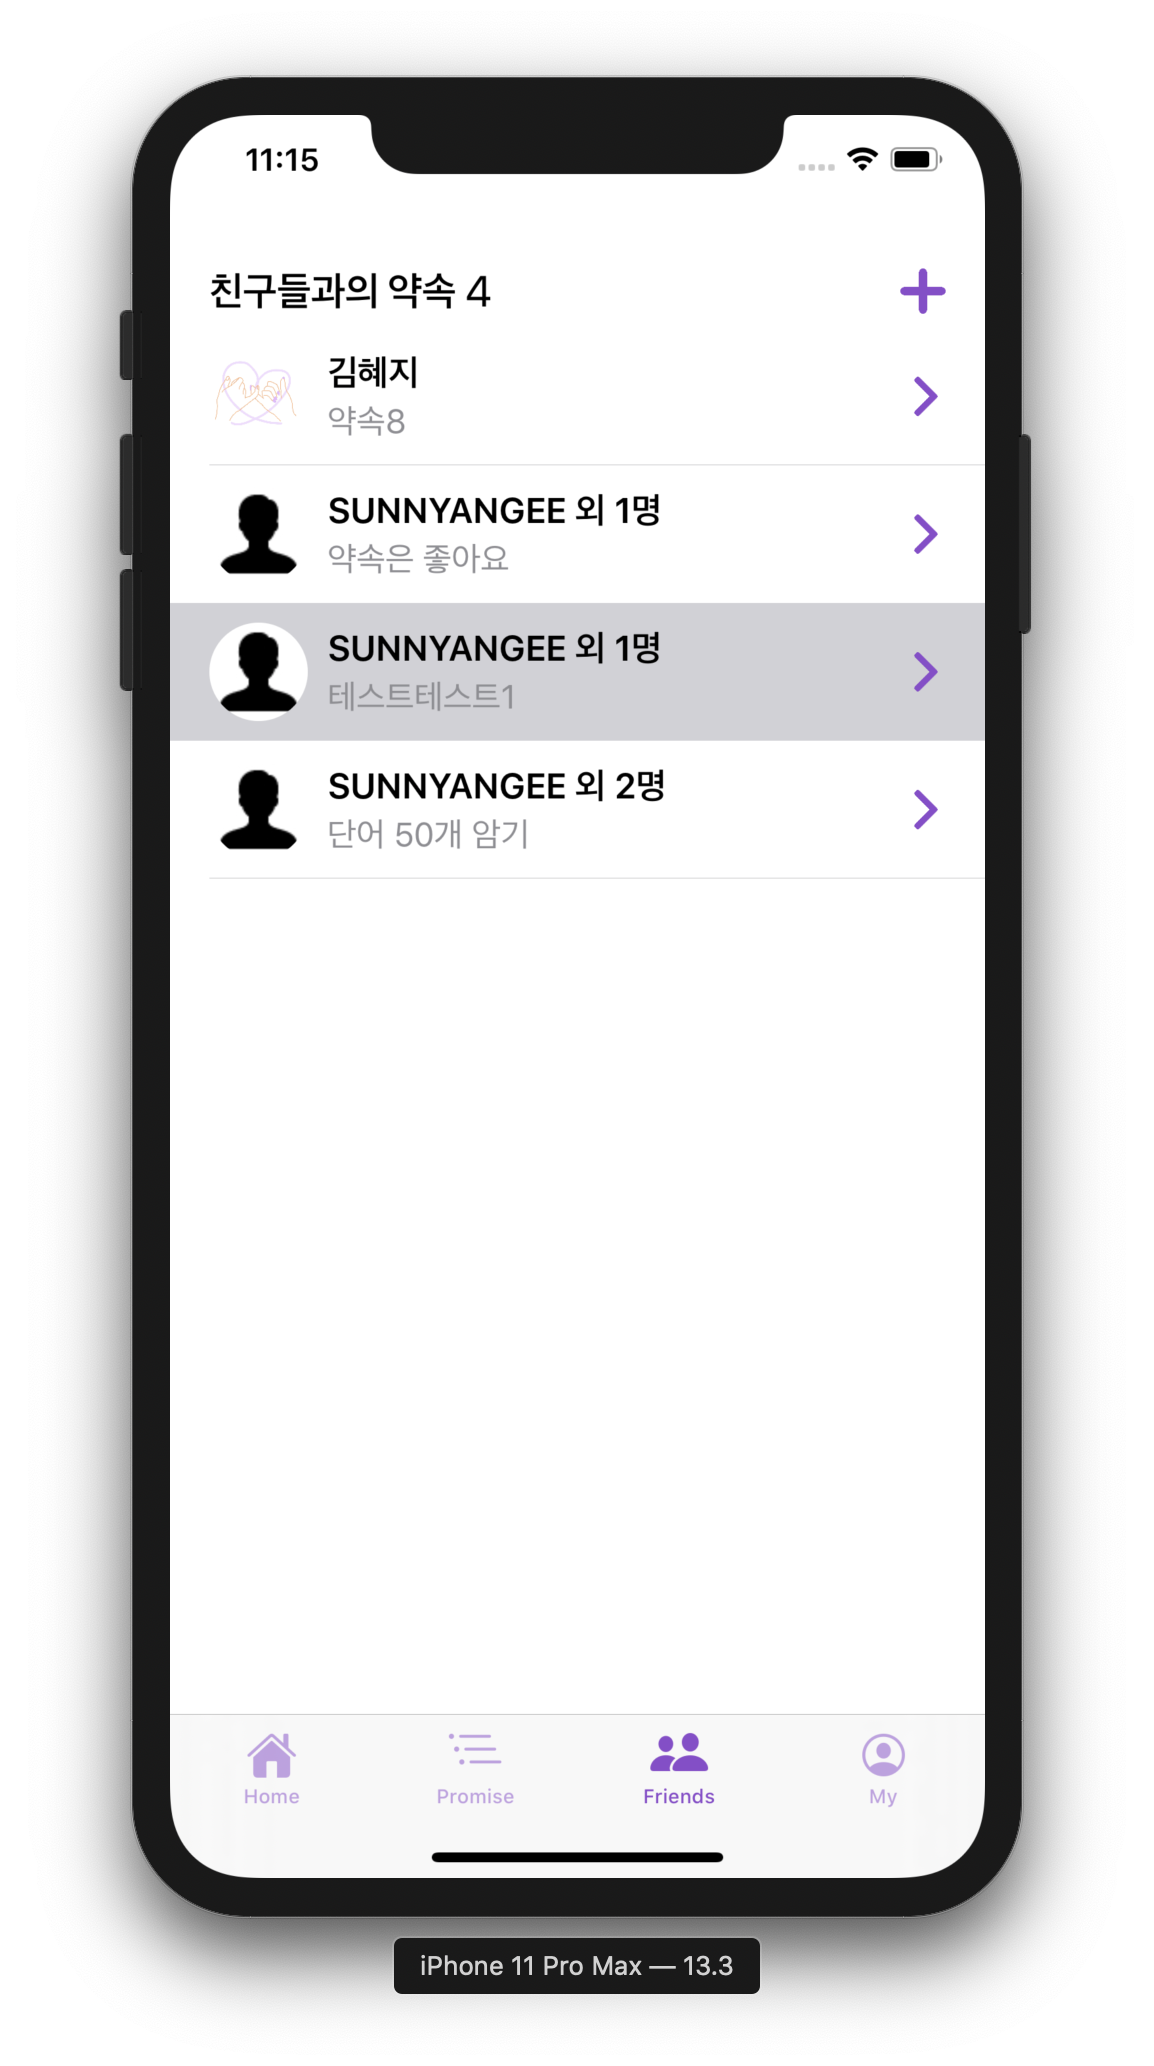 11:15
친구들과의 약속 4
김혜지
약속8
SUNNYANGEE 외 1명
약속은 좋아요
SUNNYANGEE 외 1명
테스트테스트1
SUNNYANGEE 외 2명
단어 50개 암기
Home Promise Friends My
iPhone 11 Pro Max — 13.3